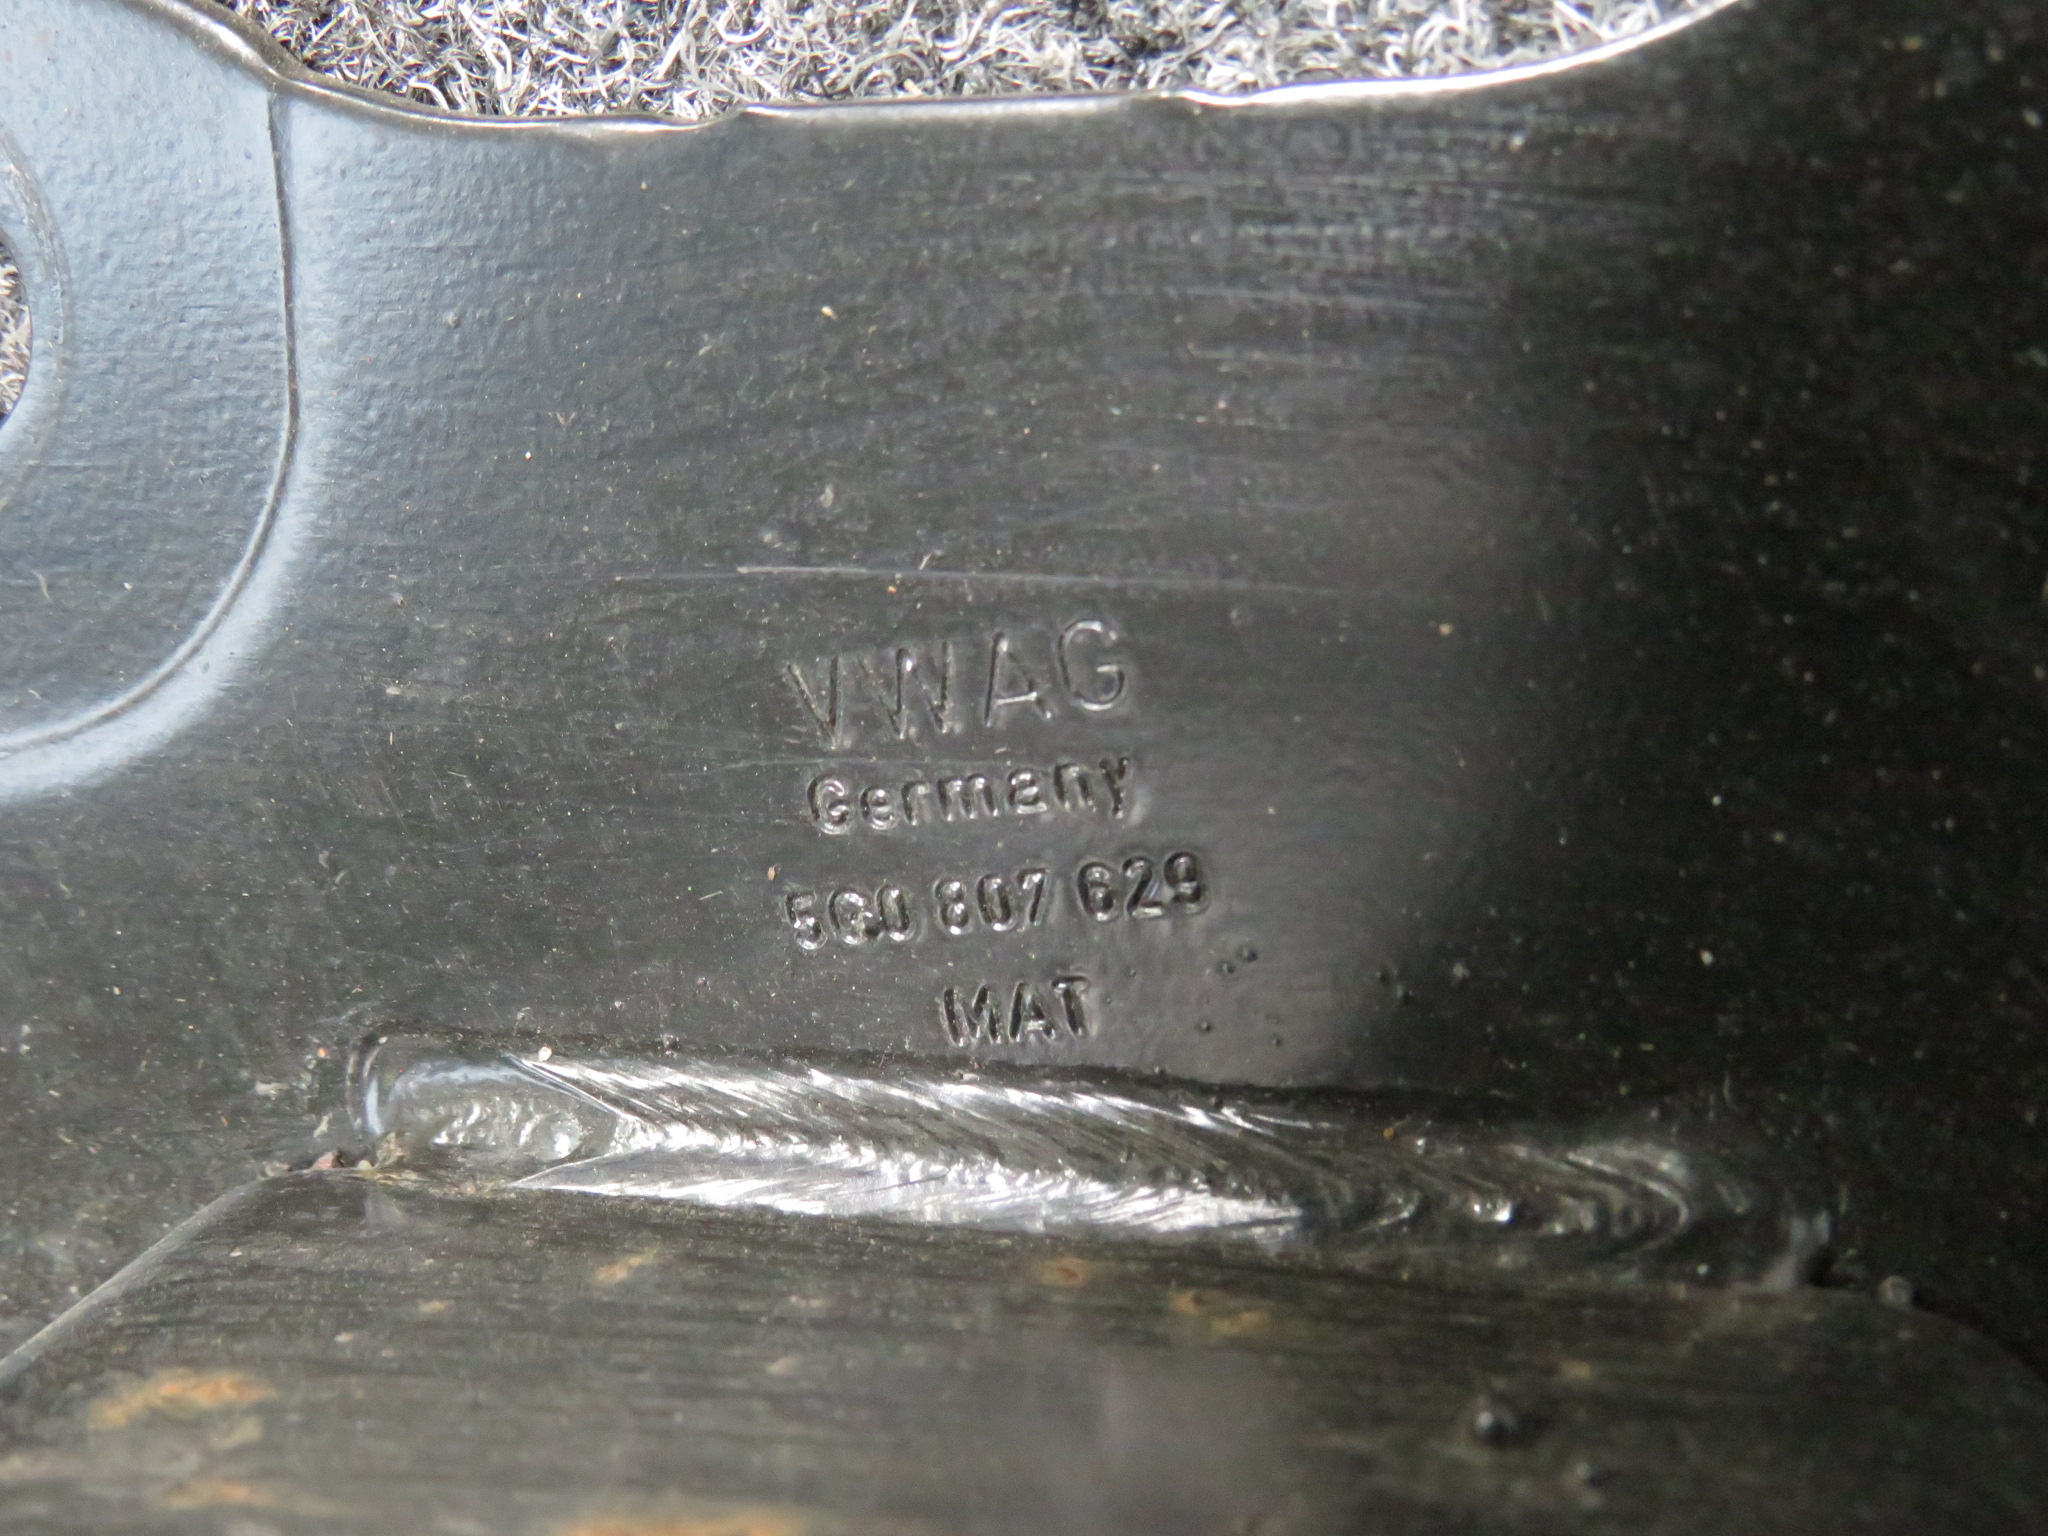 VWAG
Germany
5G0 807 629
MAT